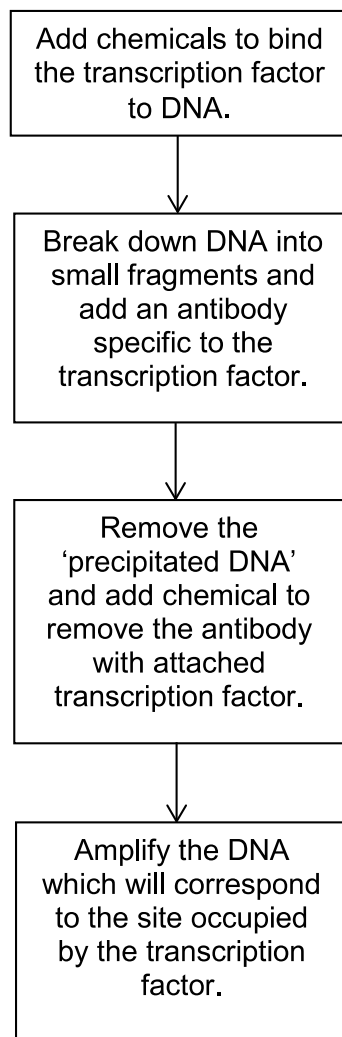 Add chemicals to bind
the transcription factor
to DNA.
Break down DNA into
small fragments and
add an antibody
specific to the
transcription factor.
Remove the
‘precipitated DNA’
and add chemical to
remove the antibody
with attached
transcription factor.
Amplify the DNA
which will correspond
to the site occupied
by the transcription
factor.